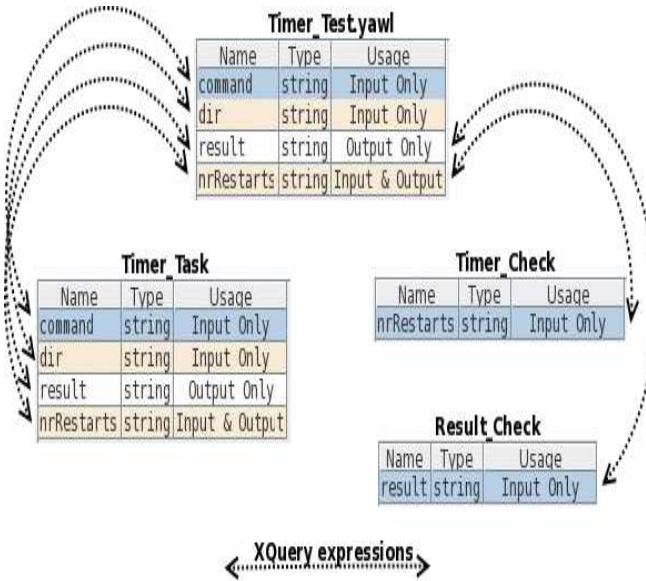 Timer_Test.yawl
Name Type Usage
command string Input Only
dir string Input Only
result string Output Only
nrRestarts string Input & Output
Timer_Task
Name Type Usage
command string Input Only
dir string Input Only
result string Output Only
nrRestarts string Input & Output
Timer_Check
Name Type Usage
nrRestarts string Input Only
Result_Check
Name Type Usage
result string Input Only
XQuery expressions